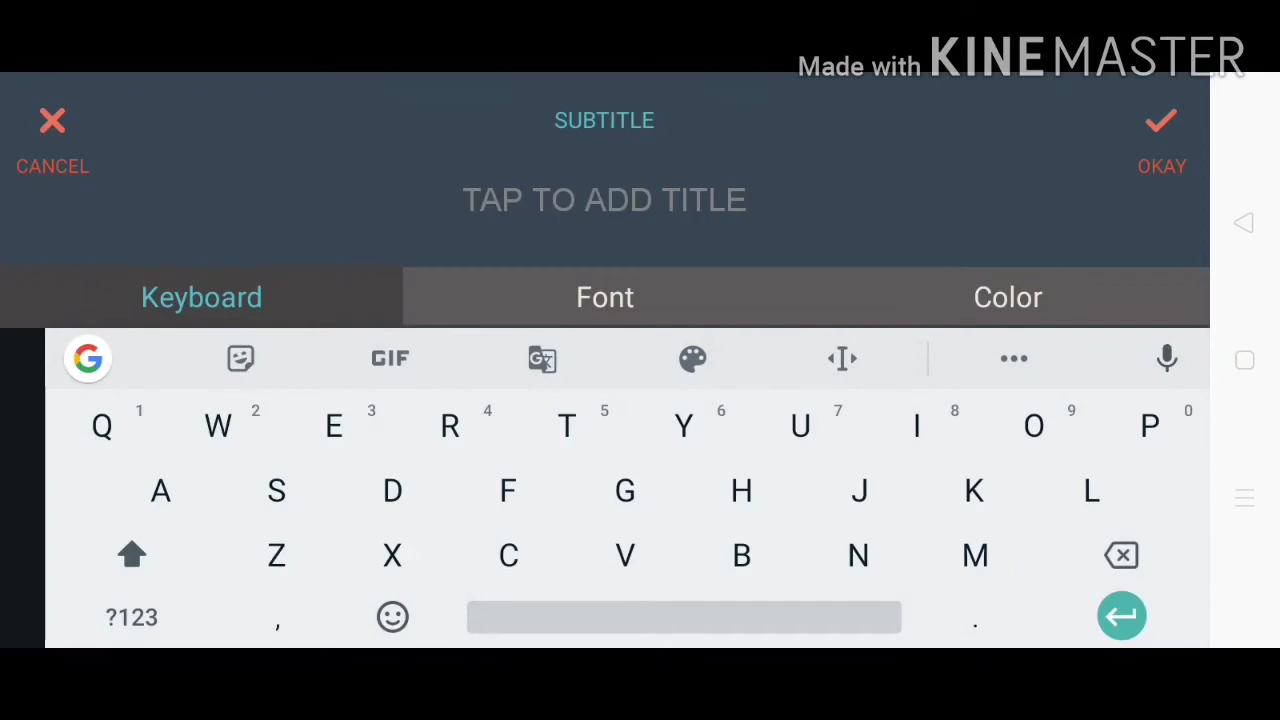 Made with KINEMASTER
SUBTITLE
CANCEL
OKAY
TAP TO ADD TITLE
Keyboard Font Color
G GIF G
Q 1 W 2 E 3 R 4 T 5 Y 6 U 7 I 8 O 9 P 0
A S D F G H J K L
Z X C V B N M
?123 , .